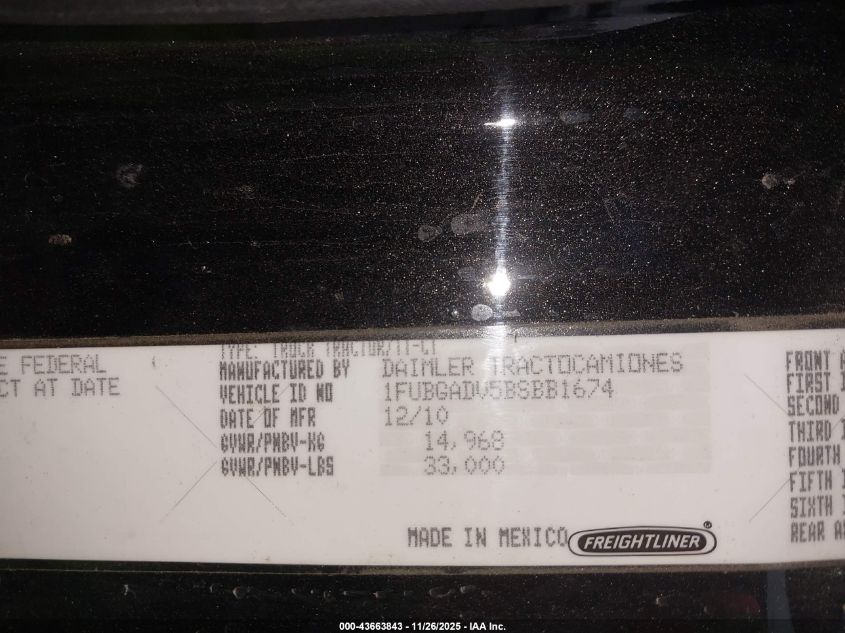 TYPE: TRUCK TRACTOR/TT-CT
E FEDERAL
CT AT DATE
MANUFACTURED BY DAIMLER TRACTOCAMIONES
VEHICLE ID NO 1FUBGADV5BSBB1674
DATE OF MFR 12/10
GVWR/PNBV-KG 14,968
GVWR/PNBV-LBS 33,000
MADE IN MEXICO FREIGHTLINER®
FRONT A
FIRST I
SECOND
THIRD I
FOURTH
FIFTH I
SIXTH I
REAR A
000-43663843 - 11/26/2025 - IAA Inc.